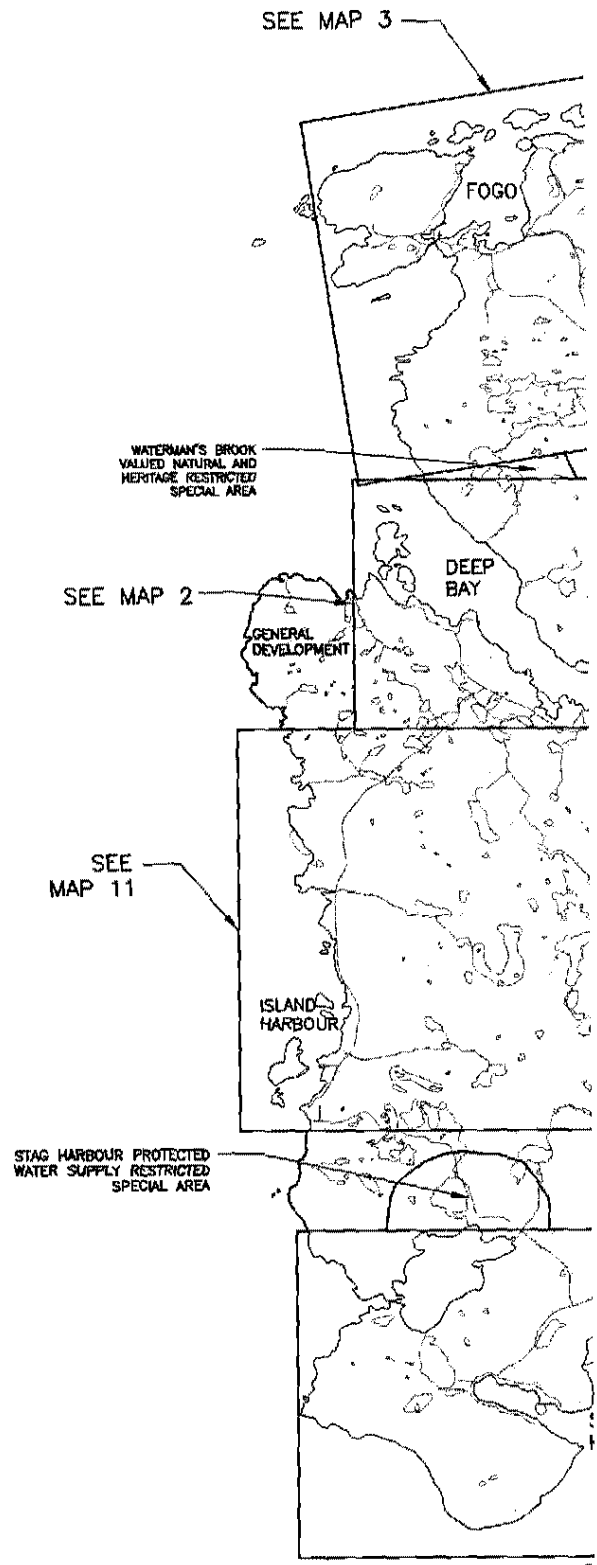 SEE MAP 3
FOGO
WATERMAN'S BROOK
VALUED NATURAL AND
HERITAGE RESTRICTED
SPECIAL AREA
DEEP
BAY
SEE MAP 2
GENERAL
DEVELOPMENT
SEE
MAP 11
ISLAND
HARBOUR
STAG HARBOUR PROTECTED
WATER SUPPLY RESTRICTED
SPECIAL AREA